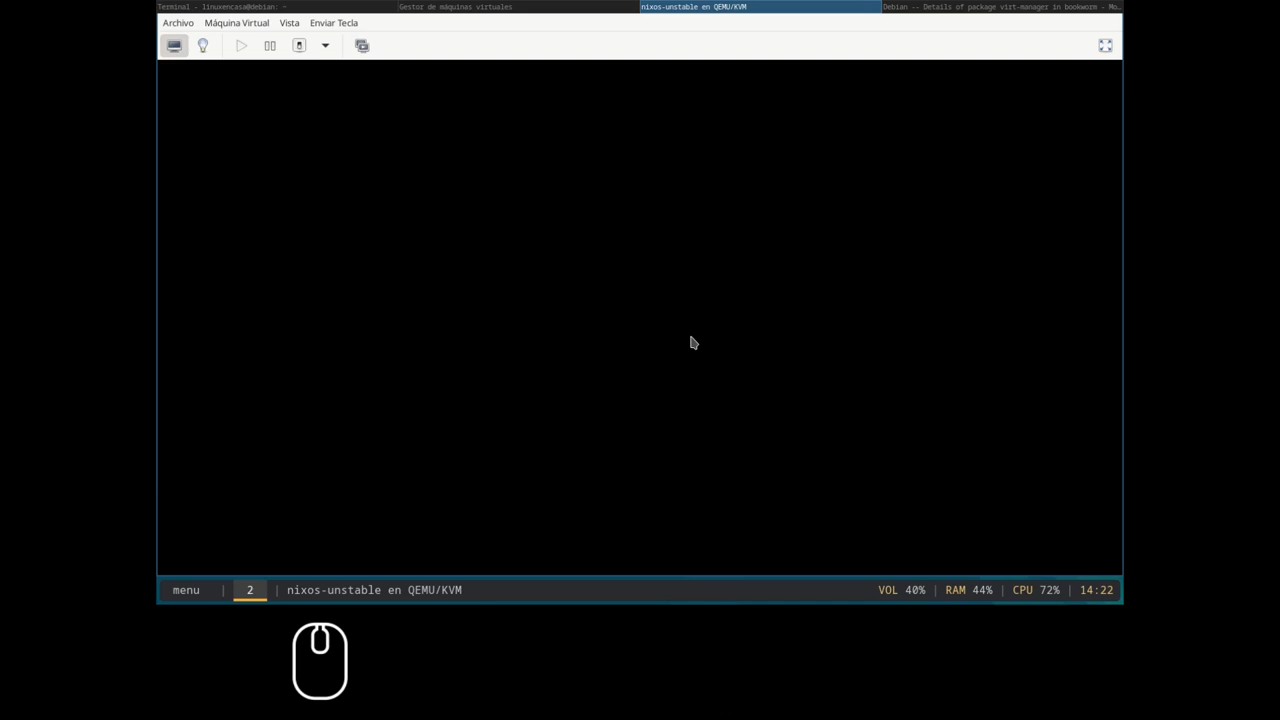 Terminal - linuxencasa@debian: ~
Gestor de máquinas virtuales
nixos-unstable en QEMU/KVM
Debian -- Details of package virt-manager in bookworm - Mo…
Archivo Máquina Virtual Vista Enviar Tecla
menu | 2 | nixos-unstable en QEMU/KVM
VOL 40% | RAM 44% | CPU 72% | 14:22